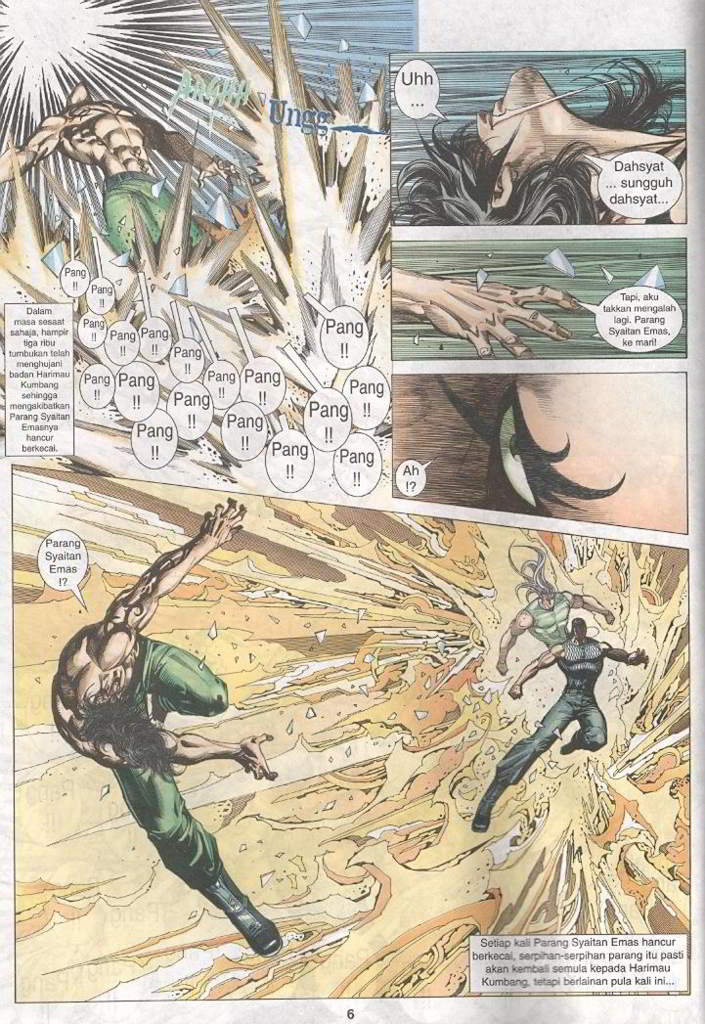 Arghh
Ungg
Pang
!!
Pang
!!
Pang
!!
Pang
!!
Pang
!!
Pang
!!
Pang
!!
Pang
!!
Pang
!!
Pang
!!
Pang
!!
Pang
!!
Pang
!!
Pang
!!
Pang
!!
Pang
!!
Pang
!!
Pang
!!
Dalam
masa sesaat
sahaja, hampir
tiga ribu
tumbukan telah
menghujani
badan Harimau
Kumbang
sehingga
mengakibatkan
Parang Syaitan
Emasnya
hancur
berkecai.
Uhh
...
Dahsyat
... sungguh
dahsyat...
Tapi, aku
takkan mengalah
lagi. Parang
Syaitan Emas,
ke mari!
Ah
!?
Parang
Syaitan
Emas
!?
Setiap kali Parang Syaitan Emas hancur
berkecai, serpihan-serpihan parang itu pasti
akan kembali semula kepada Harimau
Kumbang, tetapi berlainan pula kali ini...
6